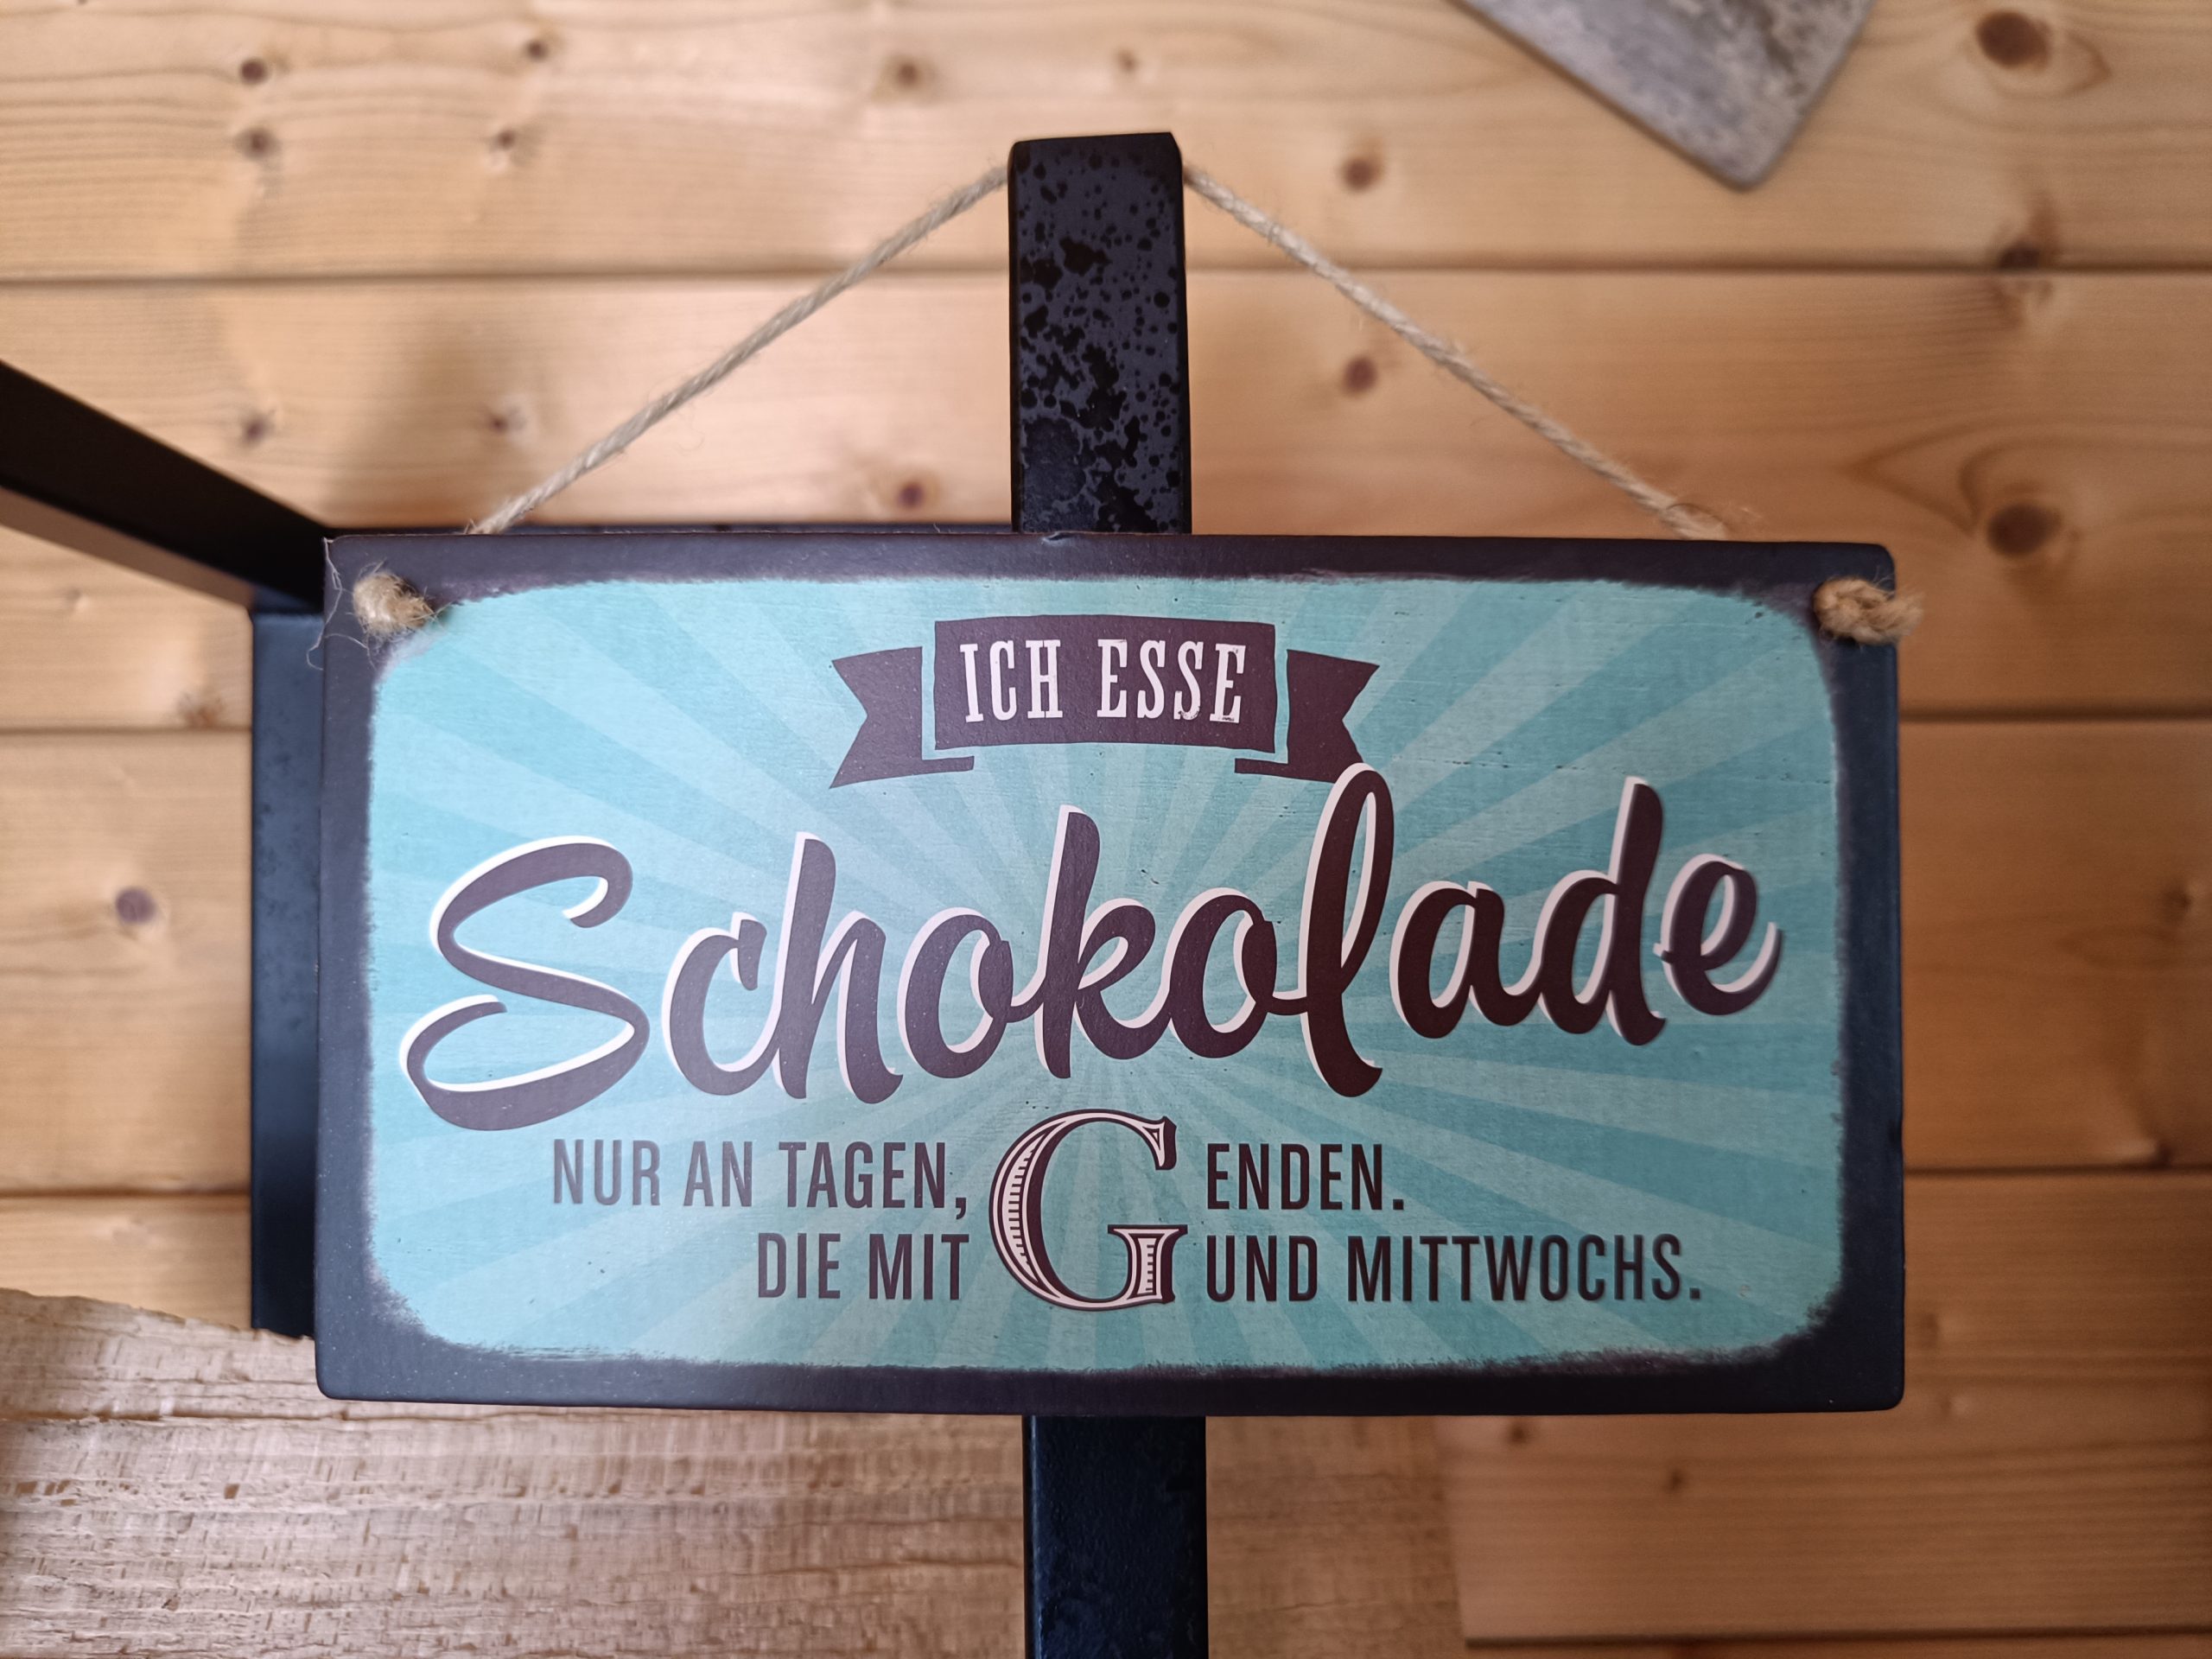 ICH ESSE
Schokolade
NUR AN TAGEN,
DIE MIT G ENDEN.
UND MITTWOCHS.